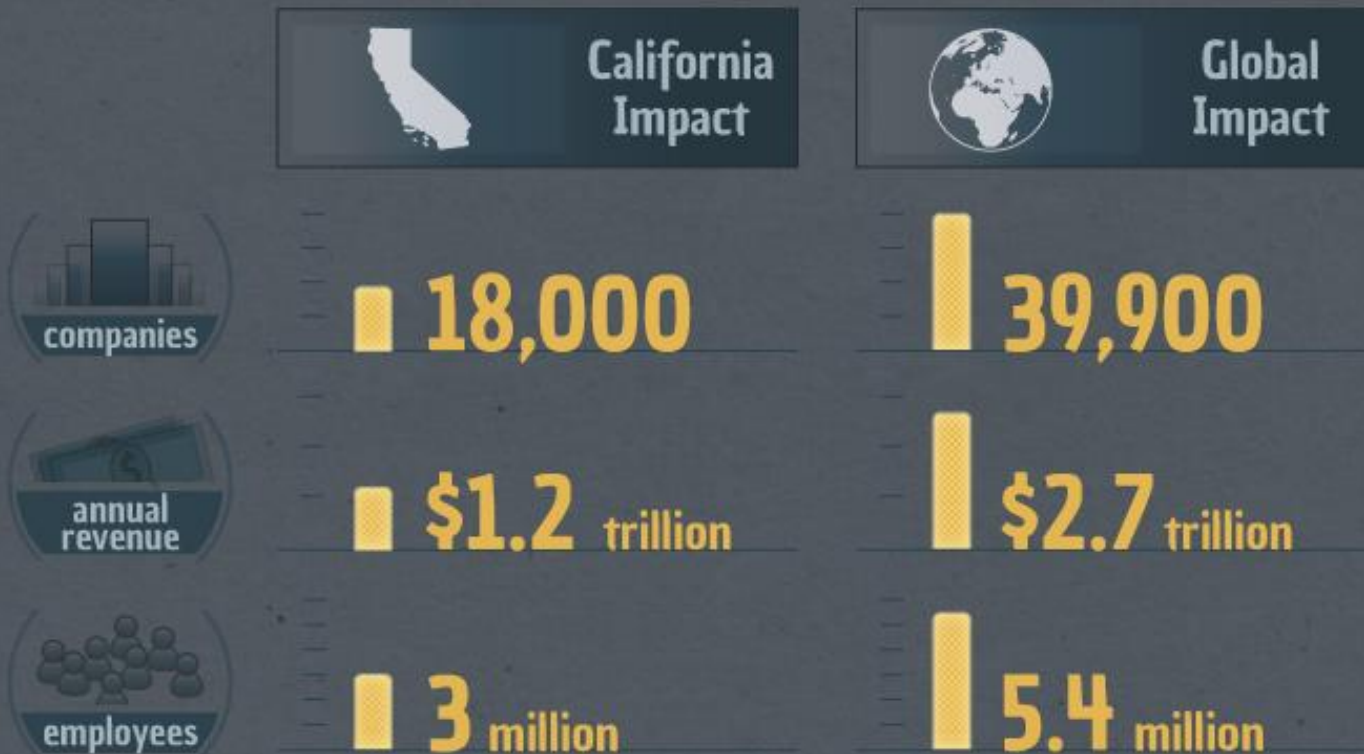 California
Impact
Global
Impact
companies
18,000
39,900
annual
revenue
$1.2 trillion
$2.7 trillion
employees
3 million
5.4 million